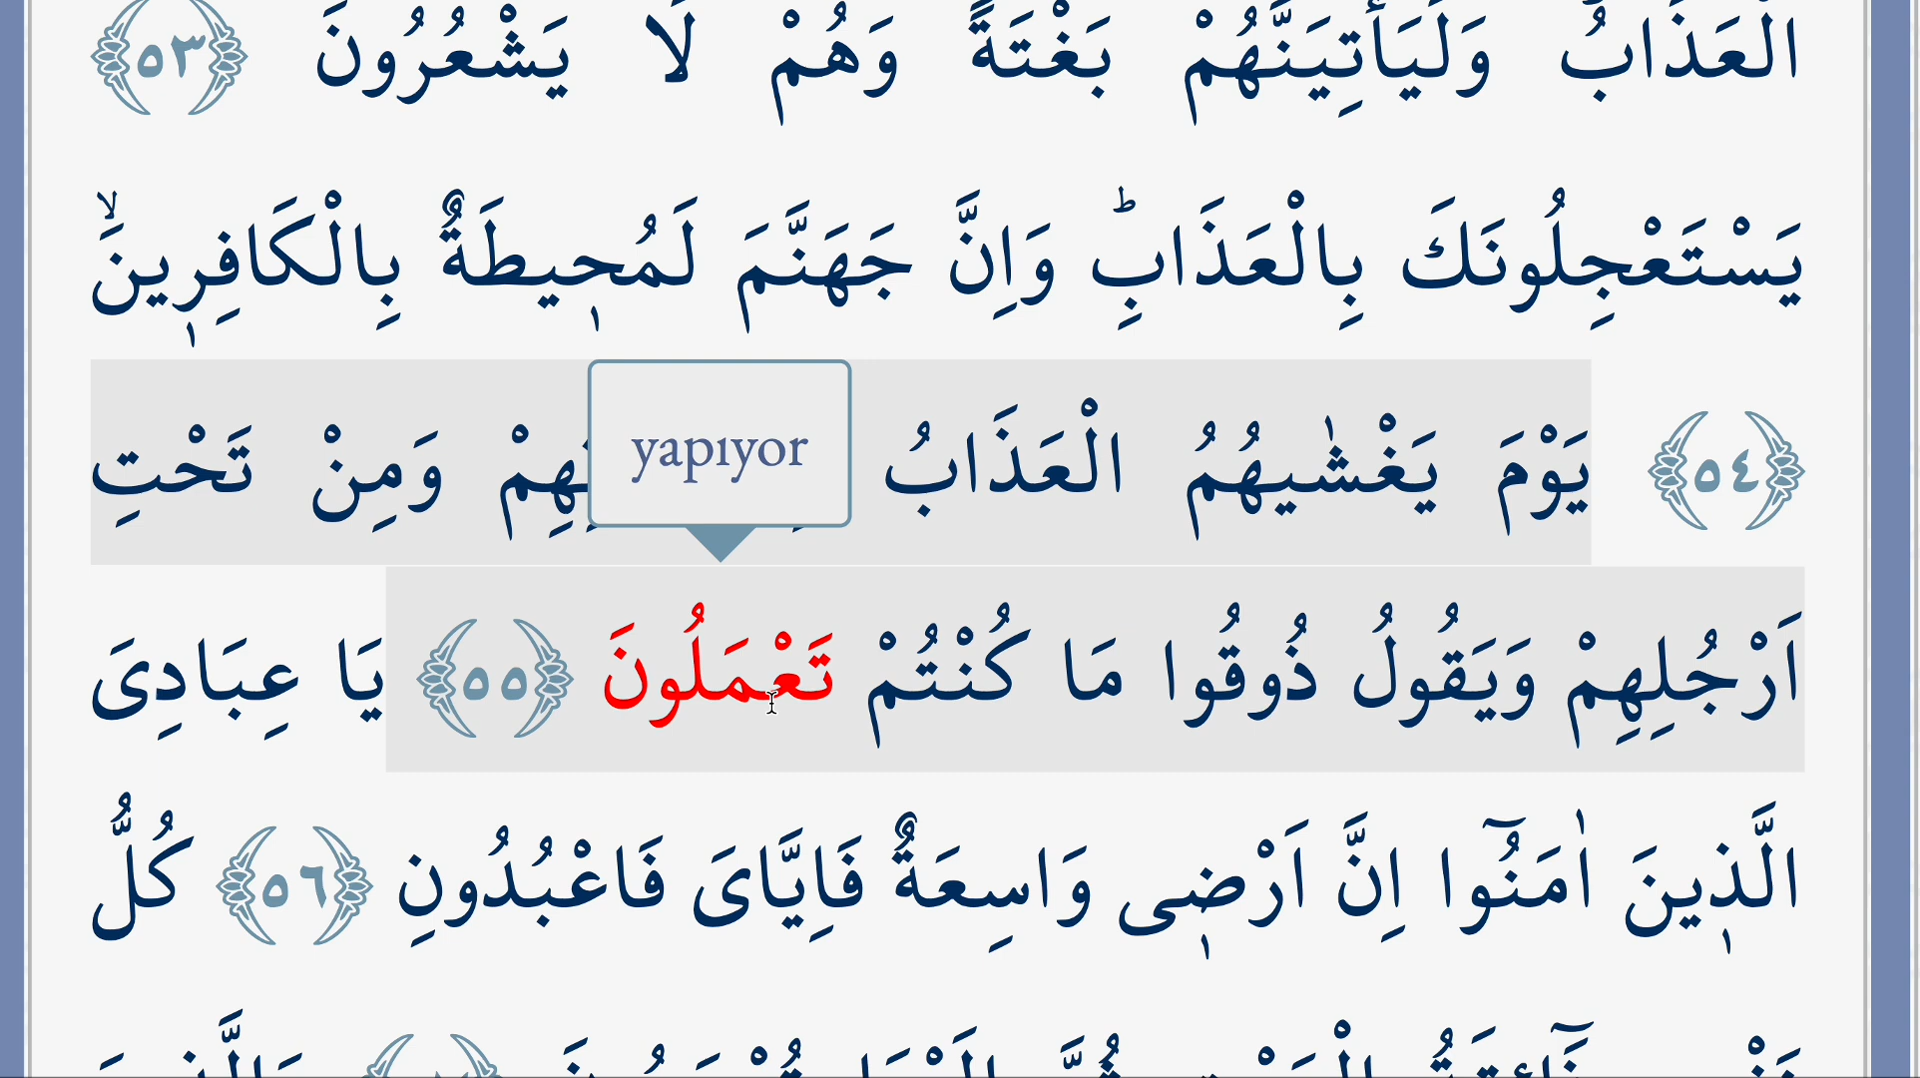 الْعَذَابُ وَلَيَأْتِيَنَّهُمْ بَغْتَةً وَهُمْ لَا يَشْعُرُونَ ﴿٥٣﴾
يَسْتَعْجِلُونَكَ بِالْعَذَابِۜ وَاِنَّ جَهَنَّمَ لَمُح۪يطَةٌ بِالْكَافِر۪ينَۙ
﴿٥٤﴾ يَوْمَ يَغْشٰيهُمُ الْعَذَابُ وَمِنْ تَحْتِ
yapıyor
اَرْجُلِهِمْ وَيَقُولُ ذُوقُوا مَا كُنْتُمْ تَعْمَلُونَ ﴿٥٥﴾ يَا عِبَادِىَ
الَّذ۪ينَ اٰمَنُٓوا اِنَّ اَرْض۪ى وَاسِعَةٌ فَاِيَّاىَ فَاعْبُدُونِ ﴿٥٦﴾ كُلُّ